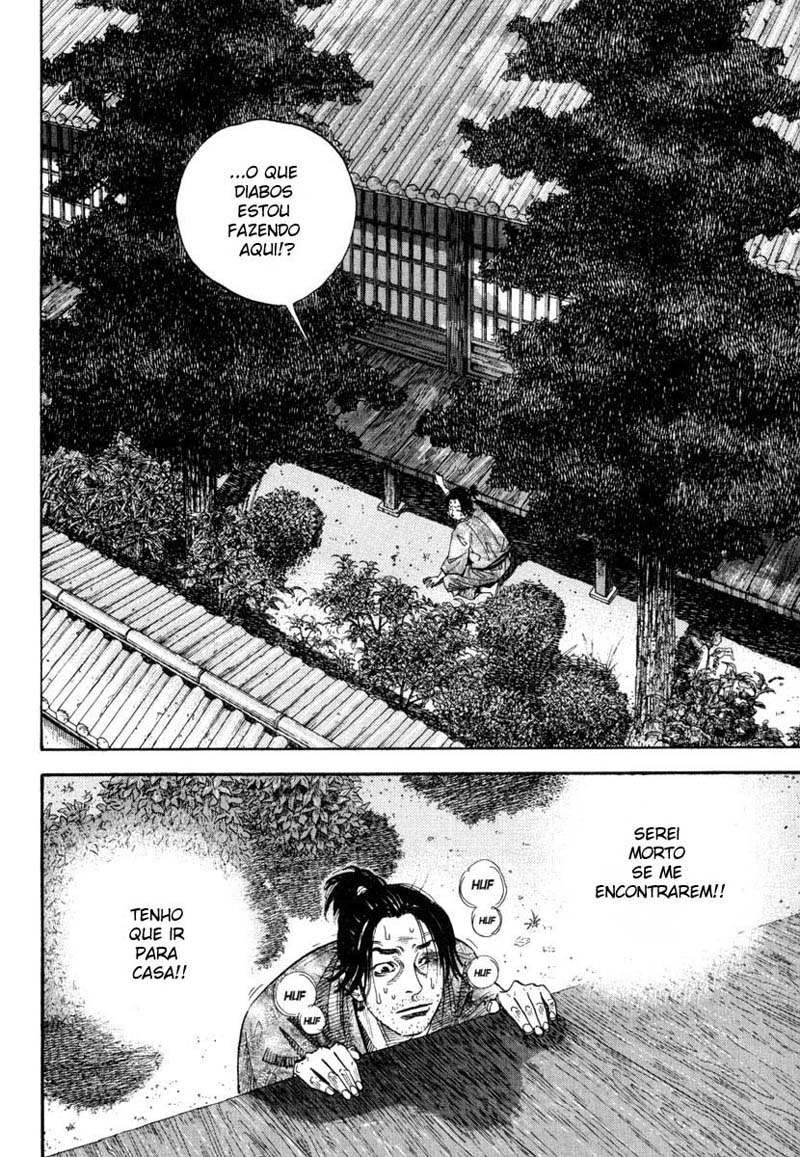 ...O QUE
DIABOS
ESTOU
FAZENDO
AQUI!?
SEREI
MORTO
SE ME
ENCONTRAREM!!
HUF
HUF
HUF
HUF
HUF
TENHO
QUE IR
PARA
CASA!!